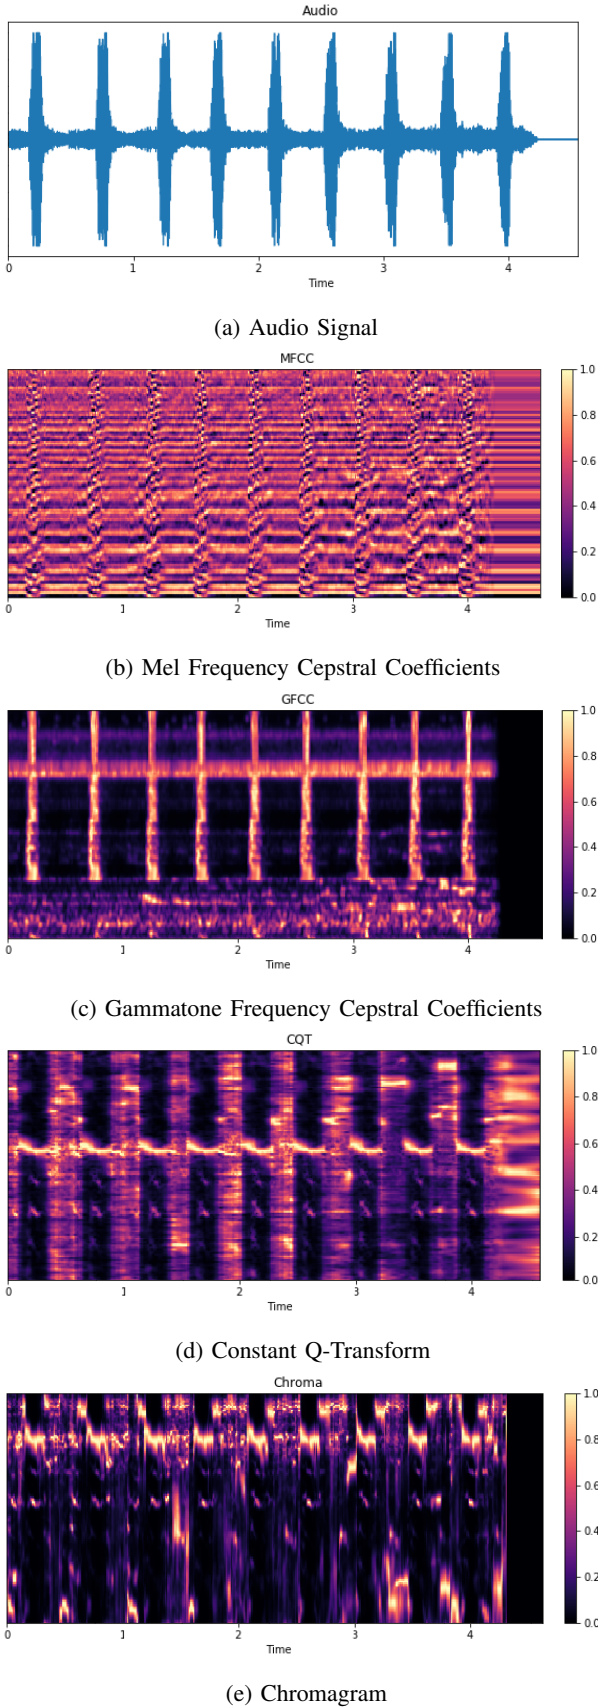 Audio
0 1 2 3 4
Time
(a) Audio Signal
MFCC
1.0
0.8
0.6
0.4
0.2
0.0
0 1 2 3 4
Time
(b) Mel Frequency Cepstral Coefficients
GFCC
1.0
0.8
0.6
0.4
0.2
0.0
0 1 2 3 4
Time
(c) Gammatone Frequency Cepstral Coefficients
CQT
1.0
0.8
0.6
0.4
0.2
0.0
0 1 2 3 4
Time
(d) Constant Q-Transform
Chroma
1.0
0.8
0.6
0.4
0.2
0.0
0 1 2 3 4
Time
(e) Chromagram